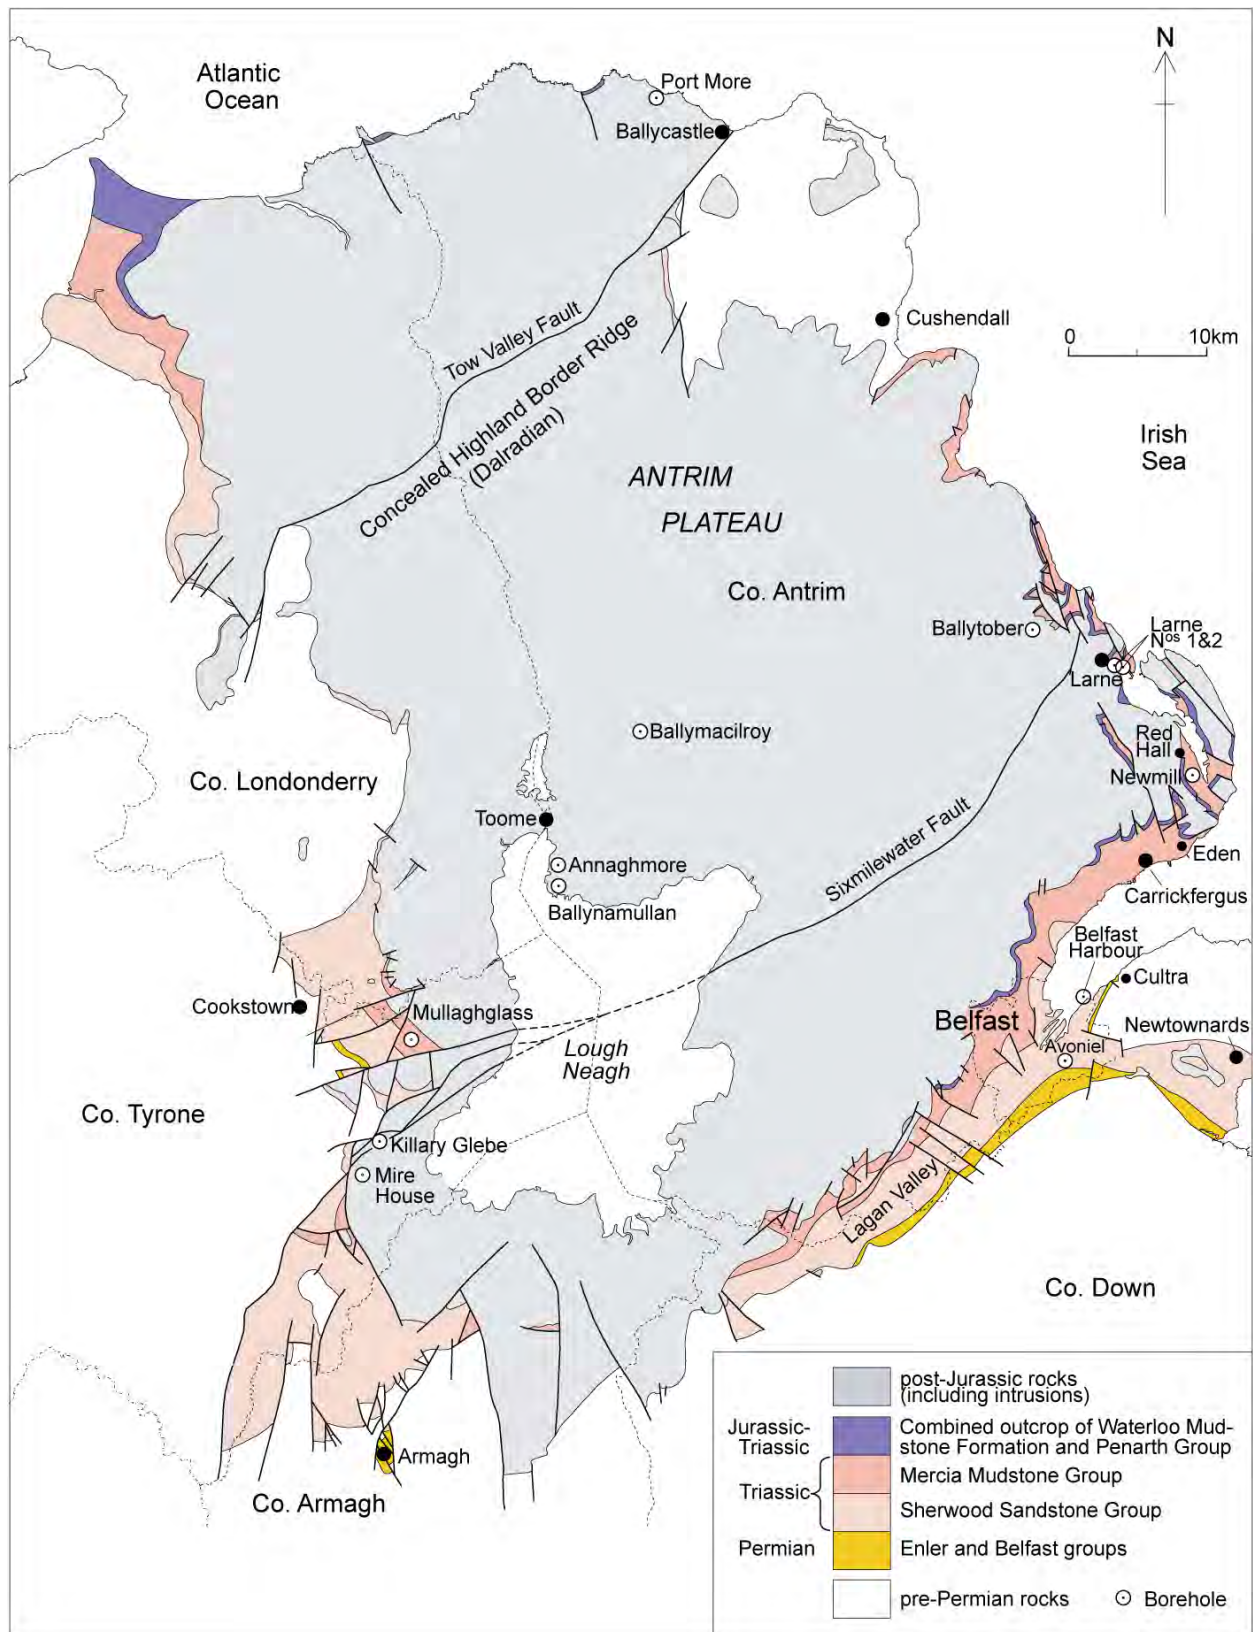 Atlantic
Ocean
N
Port More
Ballycastle
Cushendall
0 10km
Tow Valley Fault
Concealed Highland Border Ridge
(Dalradian)
Irish
Sea
ANTRIM
PLATEAU
Co. Antrim
Ballytober
Larne
Nos 1&2
Larne
Ballymacilroy
Red
Hall
Newmill
Co. Londonderry
Toome
Sixmilewater Fault
Annaghmore
Ballynamullan
Eden
Carrickfergus
Belfast
Harbour
Cultra
Cookstown
Mullaghglass
Belfast
Newtownards
Avoniel
Lough
Neagh
Co. Tyrone
Killary Glebe
Mire
House
Lagan Valley
Co. Down
Armagh
Co. Armagh
post-Jurassic rocks
(including intrusions)
Jurassic-
Triassic
Combined outcrop of Waterloo Mud-
stone Formation and Penarth Group
Triassic
Mercia Mudstone Group
Sherwood Sandstone Group
Permian
Enler and Belfast groups
pre-Permian rocks
Borehole